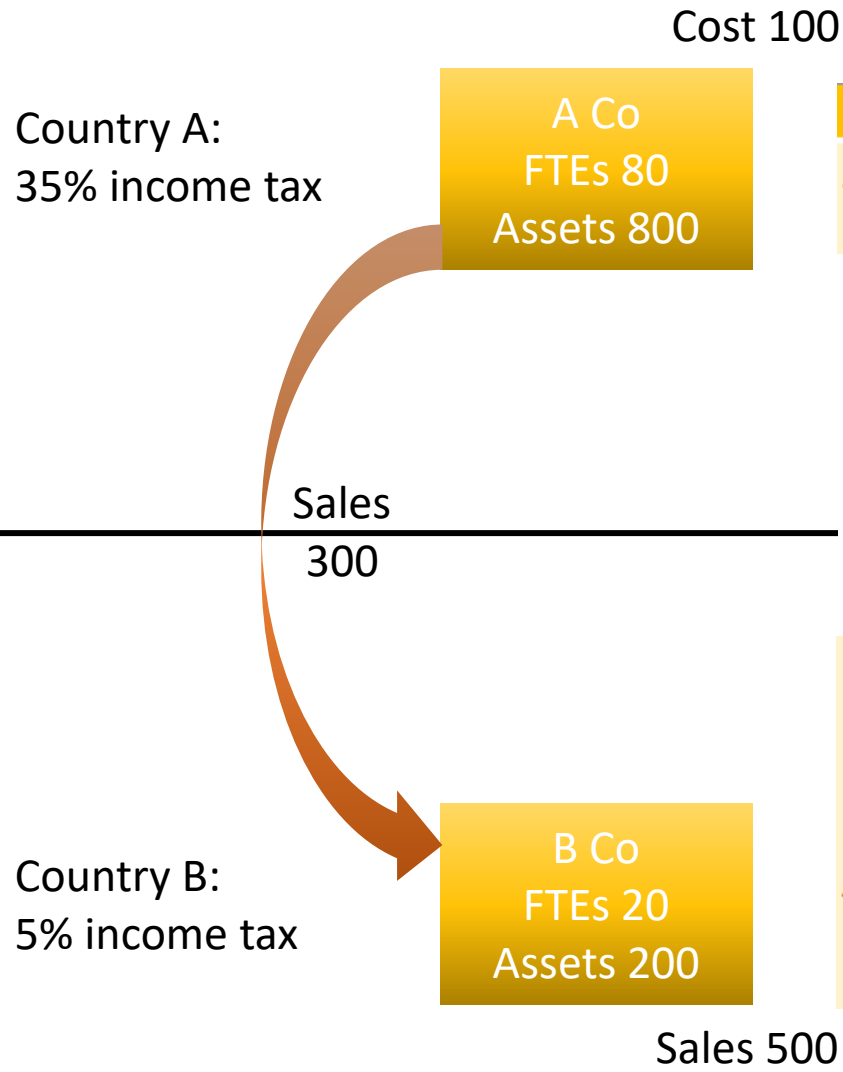 Cost 100
Country A:
35% income tax
A Co
FTEs 80
Assets 800
Sales
300
Country B:
5% income tax
B Co
FTEs 20
Assets 200
Sales 500